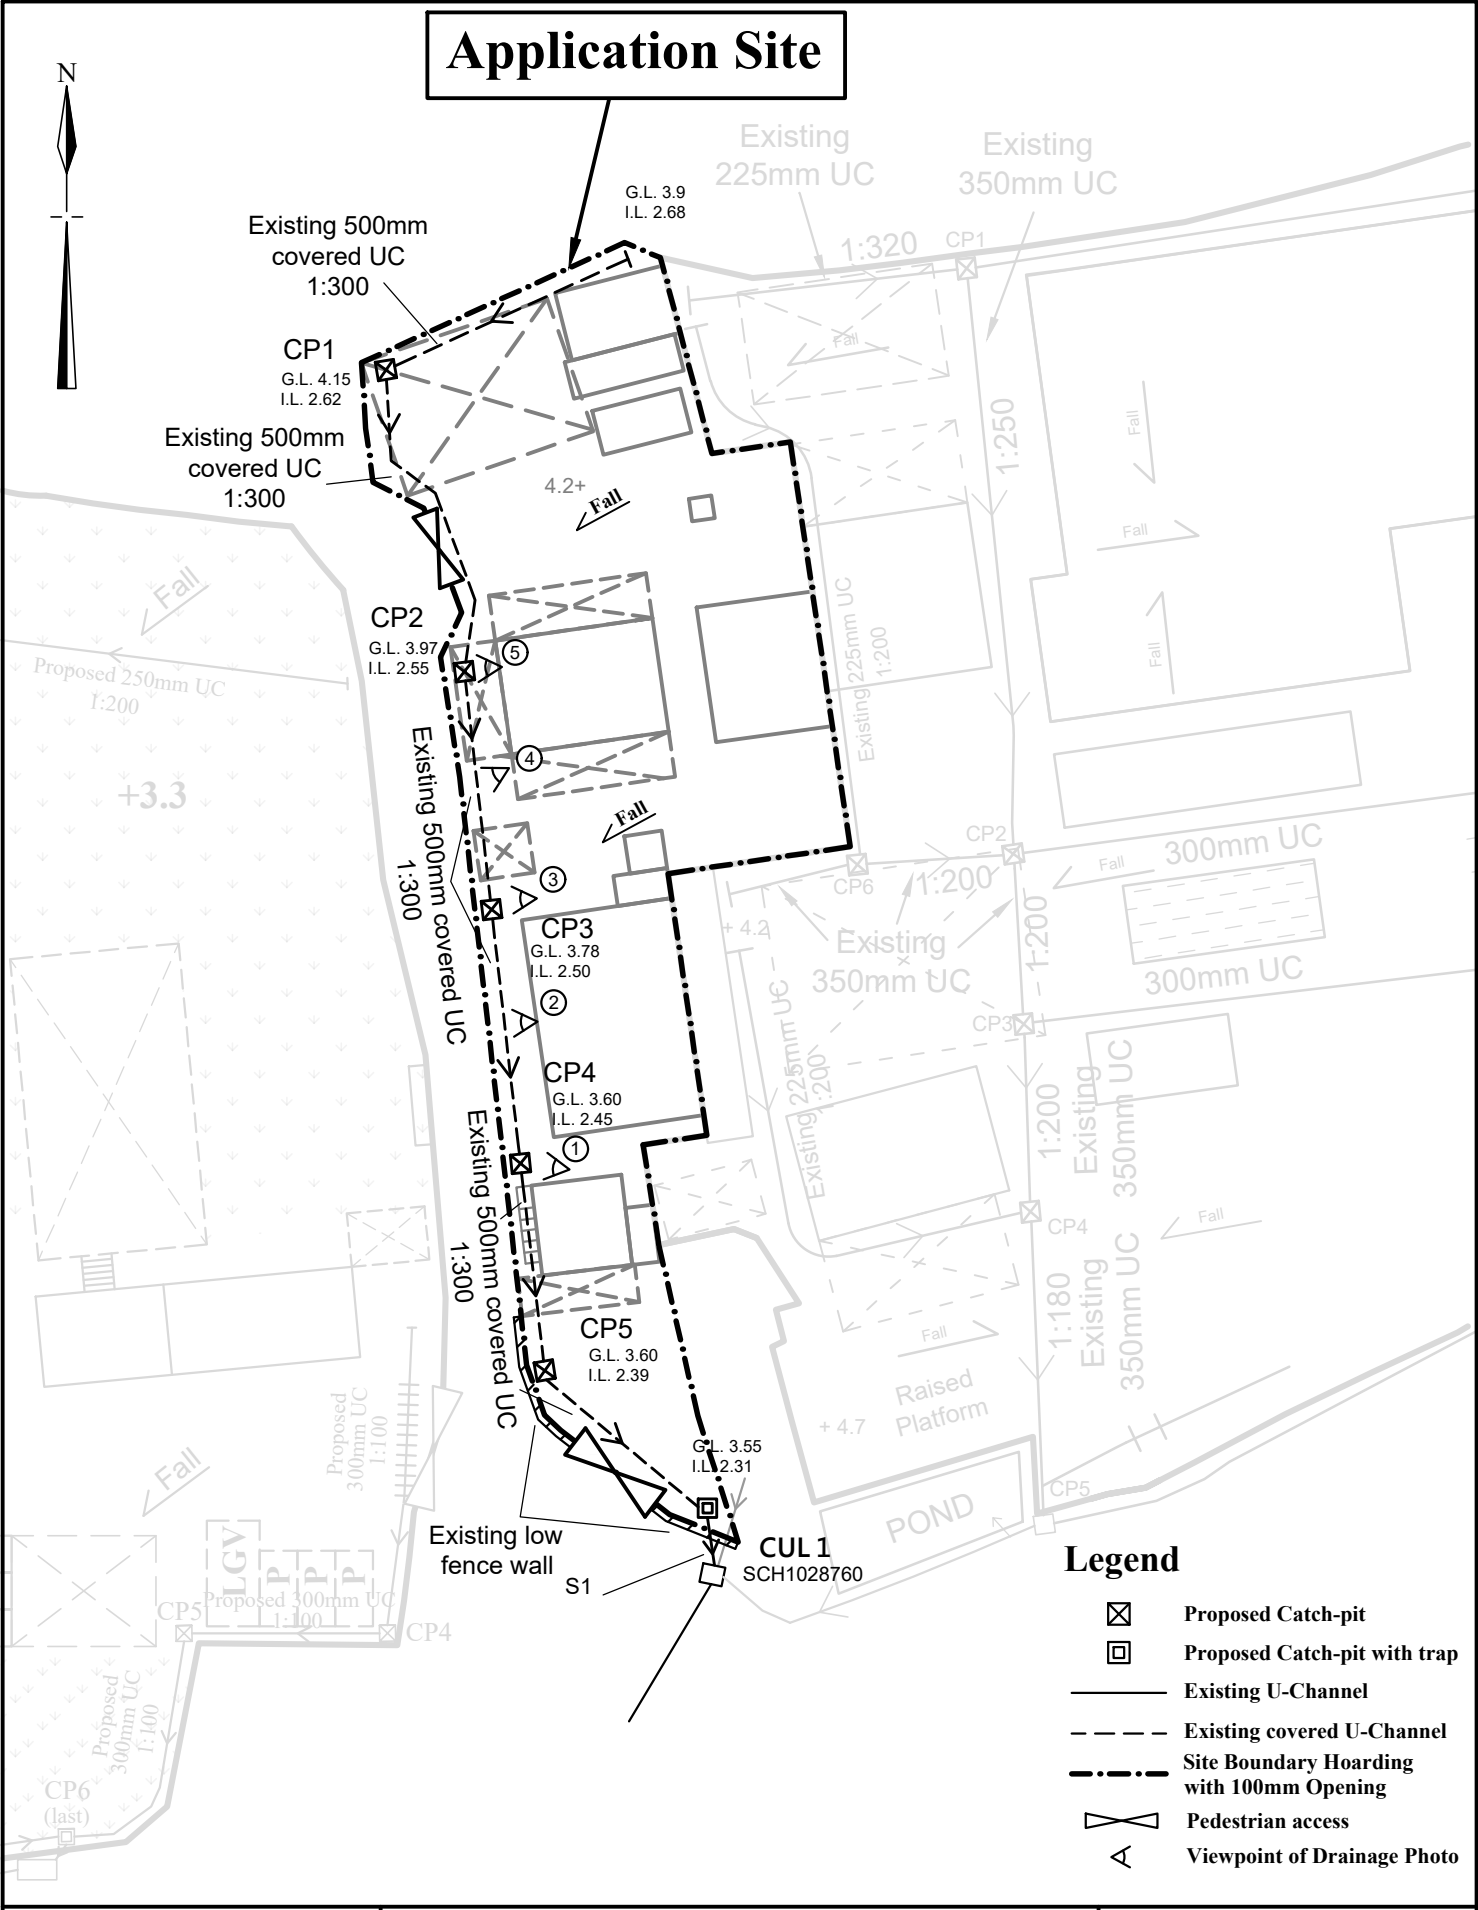 Application Site
N
Existing
225mm UC
Existing
350mm UC
G.L. 3.9
I.L. 2.68
Existing 500mm
covered UC
1:300
1:320
CP1
CP1
G.L. 4.15
I.L. 2.62
Fall
Existing 500mm
covered UC
1:300
1:250
Fall
4.2+
Fall
Fall
Fall
Existing 225mm UC
1:200
Fall
CP2
G.L. 3.97
I.L. 2.55
5
Proposed 250mm UC
1:200
4
Existing 500mm covered UC
1:300
+3.3
Fall
CP2
300mm UC
Fall
CP6
1:200
3
CP3
G.L. 3.78
I.L. 2.50
+ 4.2
Existing
350mm UC
1:200
300mm UC
2
Existing 225mm UC
1:200
CP3
CP4
G.L. 3.60
I.L. 2.45
1:200
Existing
350mm UC
1
Existing 500mm covered UC
1:300
CP4
Fall
1:180
Existing
350mm UC
CP5
G.L. 3.60
I.L. 2.39
Fall
Raised
Platform
+ 4.7
Proposed
300mm UC
1:100
Fall
G.L. 3.55
I.L. 2.31
CP5
POND
Existing low
fence wall
S1
CUL 1
SCH1028760
LGV
P
P
P
CP5
Proposed 300mm UC
1:100
CP4
Proposed
300mm UC
1:100
CP6
(last)
Legend
Proposed Catch-pit
Proposed Catch-pit with trap
Existing U-Channel
Existing covered U-Channel
Site Boundary Hoarding
with 100mm Opening
Pedestrian access
Viewpoint of Drainage Photo